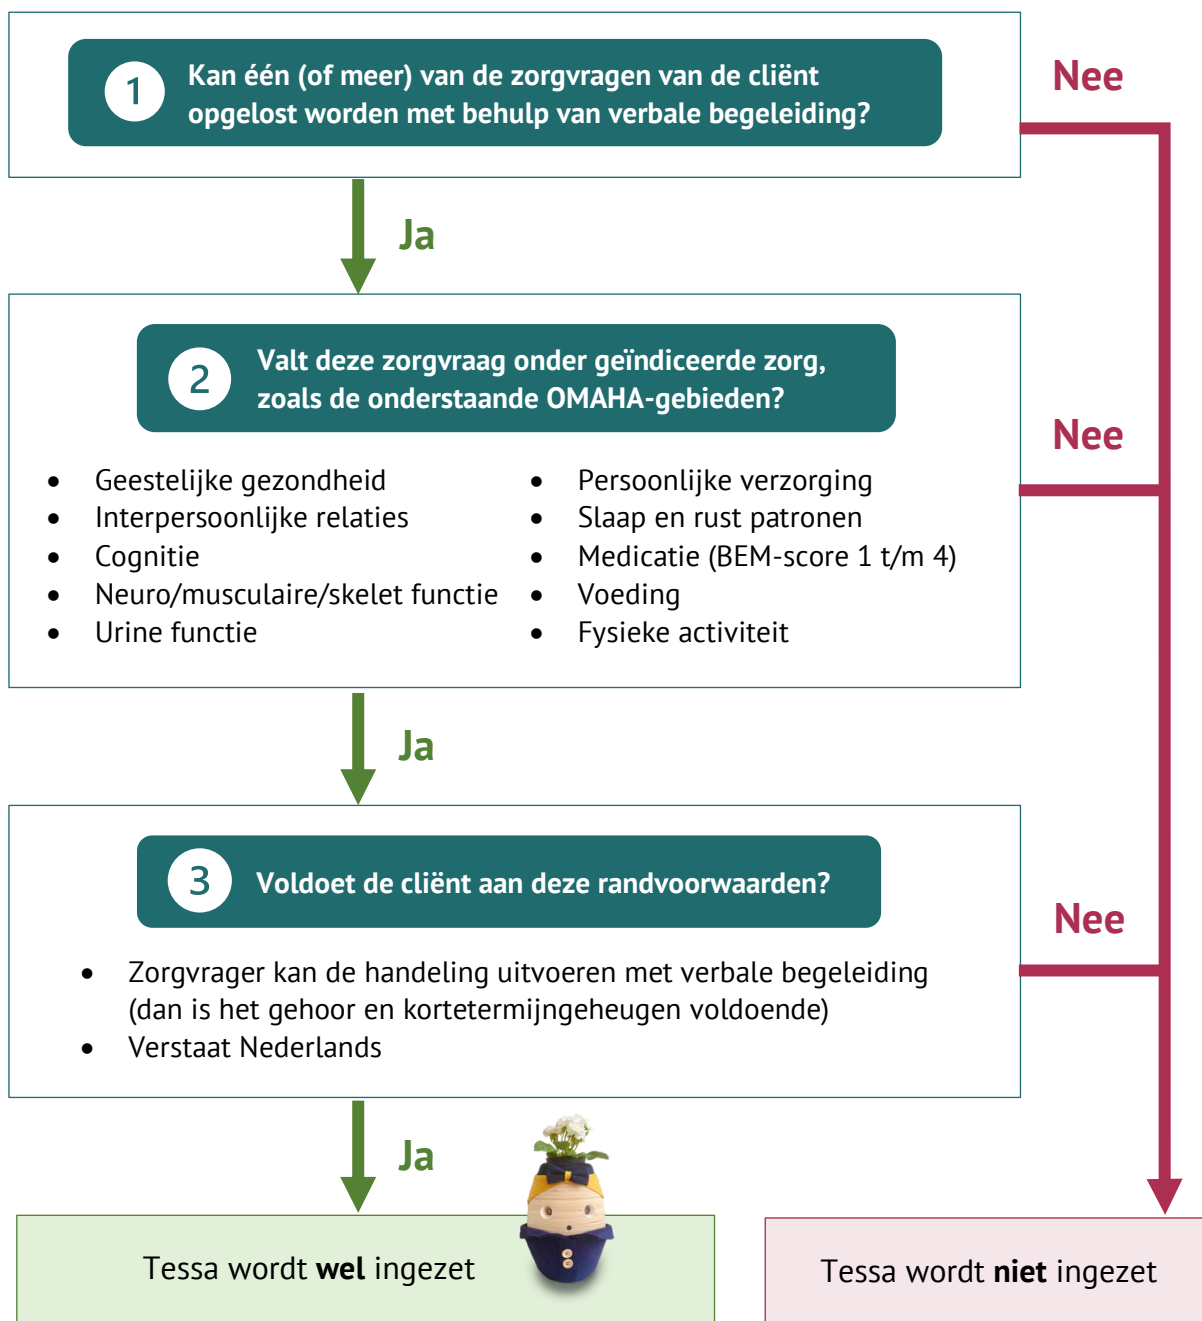 1
Kan één (of meer) van de zorgvragen van de cliënt
opgelost worden met behulp van verbale begeleiding?
Nee
Ja
2
Valt deze zorgvraag onder geïndiceerde zorg,
zoals de onderstaande OMAHA-gebieden?
Nee
• Geestelijke gezondheid
• Interpersoonlijke relaties
• Cognitie
• Neuro/musculaire/skelet functie
• Urine functie
• Persoonlijke verzorging
• Slaap en rust patronen
• Medicatie (BEM-score 1 t/m 4)
• Voeding
• Fysieke activiteit
Ja
3
Voldoet de cliënt aan deze randvoorwaarden?
Nee
• Zorgvrager kan de handeling uitvoeren met verbale begeleiding
(dan is het gehoor en kortetermijngeheugen voldoende)
• Verstaat Nederlands
Ja
Tessa wordt wel ingezet
Tessa wordt niet ingezet